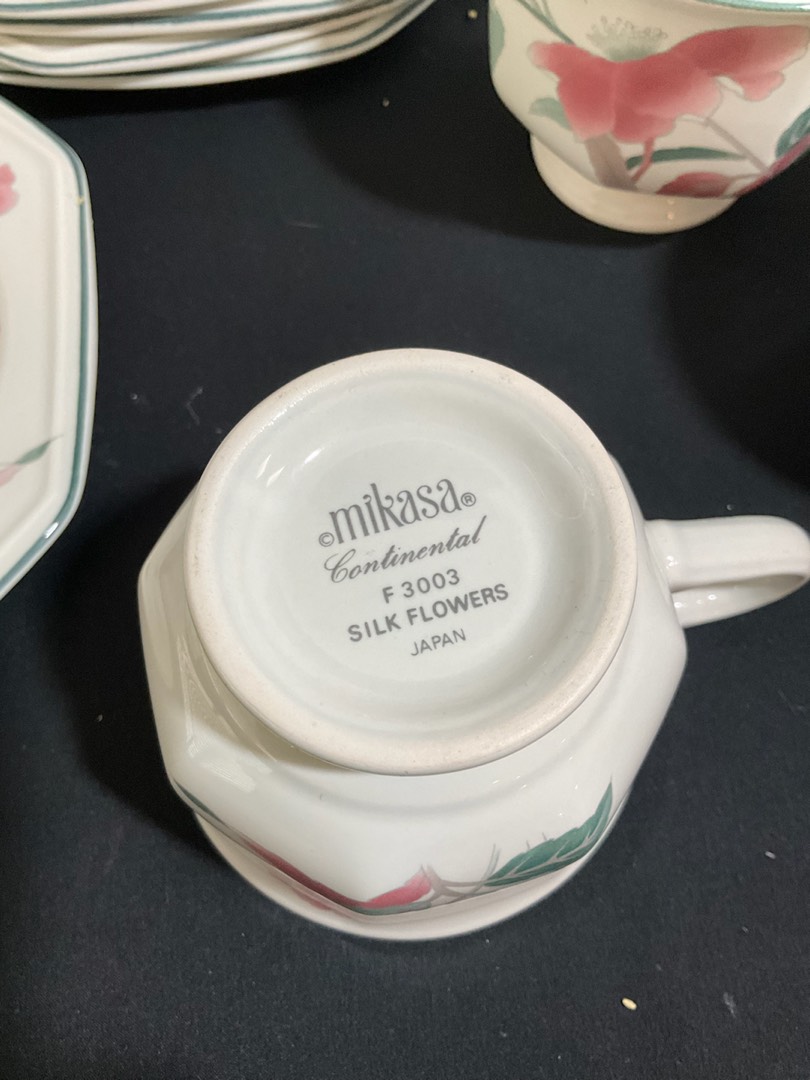 ©mikasa®
Continental
F 3003
SILK FLOWERS
JAPAN